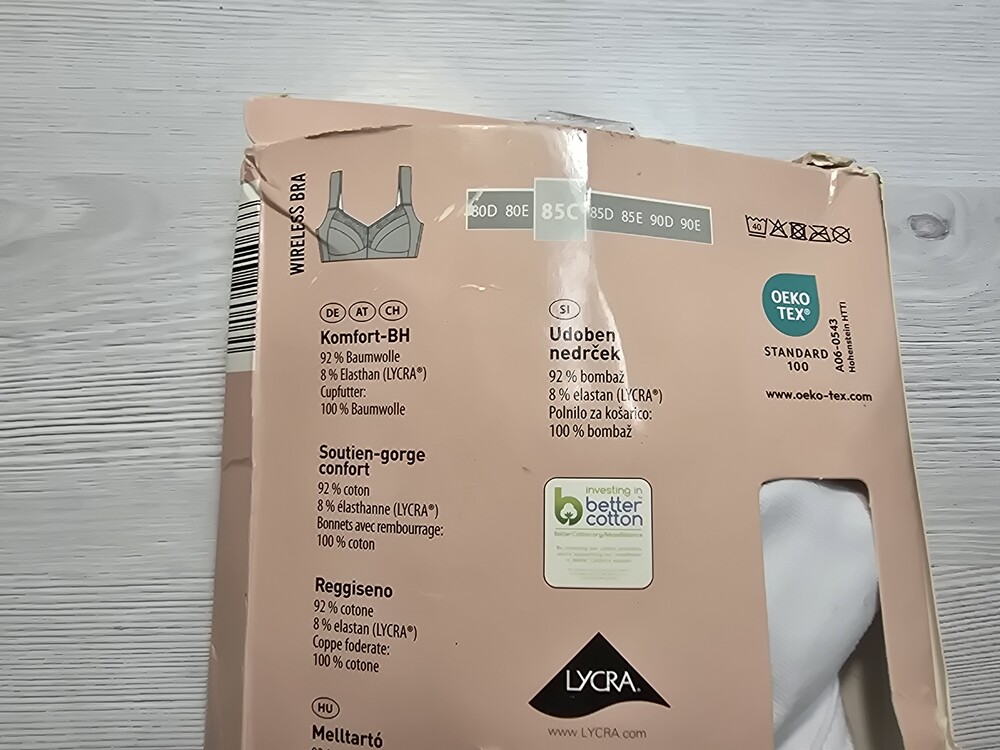 WIRELESS BRA
80D 80E 85C 85D 85E 90D 90E
40
DE AT CH
Komfort-BH
92 % Baumwolle
8 % Elasthan (LYCRA®)
Cupfutter:
100 % Baumwolle
Soutien-gorge
confort
92 % coton
8 % élasthanne (LYCRA®)
Bonnets avec rembourrage:
100 % coton
Reggiseno
92 % cotone
8 % elastan (LYCRA®)
Coppe foderate:
100 % cotone
HU
Melltartó
SI
Udoben
nedrček
92 % bombaž
8 % elastan (LYCRA®)
Polnilo za košarico:
100 % bombaž
investing in
better
cotton
BetterCotton.org/MassBalance
LYCRA®
www.LYCRA.com
OEKO
TEX®
STANDARD
100
A06-0543
Hohenstein HTTI
www.oeko-tex.com